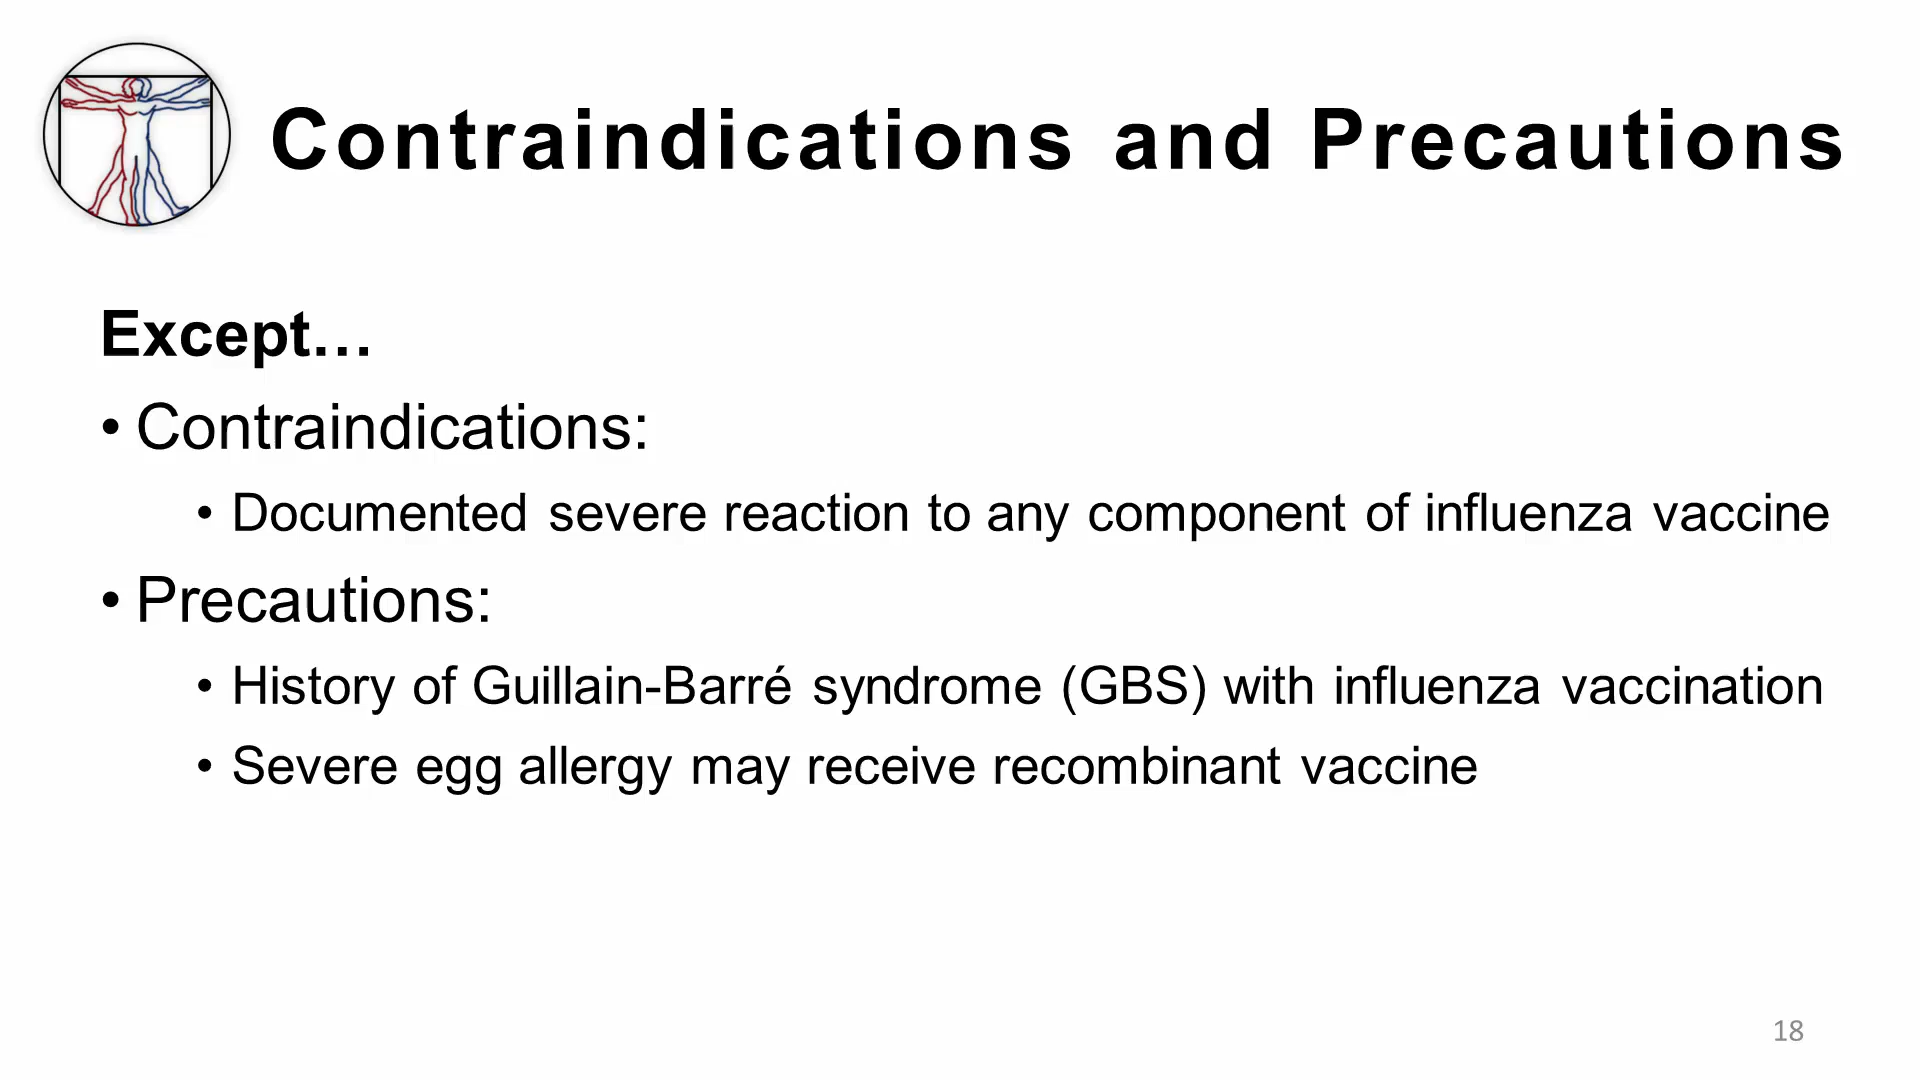 Contraindications and Precautions
Except…
• Contraindications:
• Documented severe reaction to any component of influenza vaccine
• Precautions:
• History of Guillain-Barré syndrome (GBS) with influenza vaccination
• Severe egg allergy may receive recombinant vaccine
18